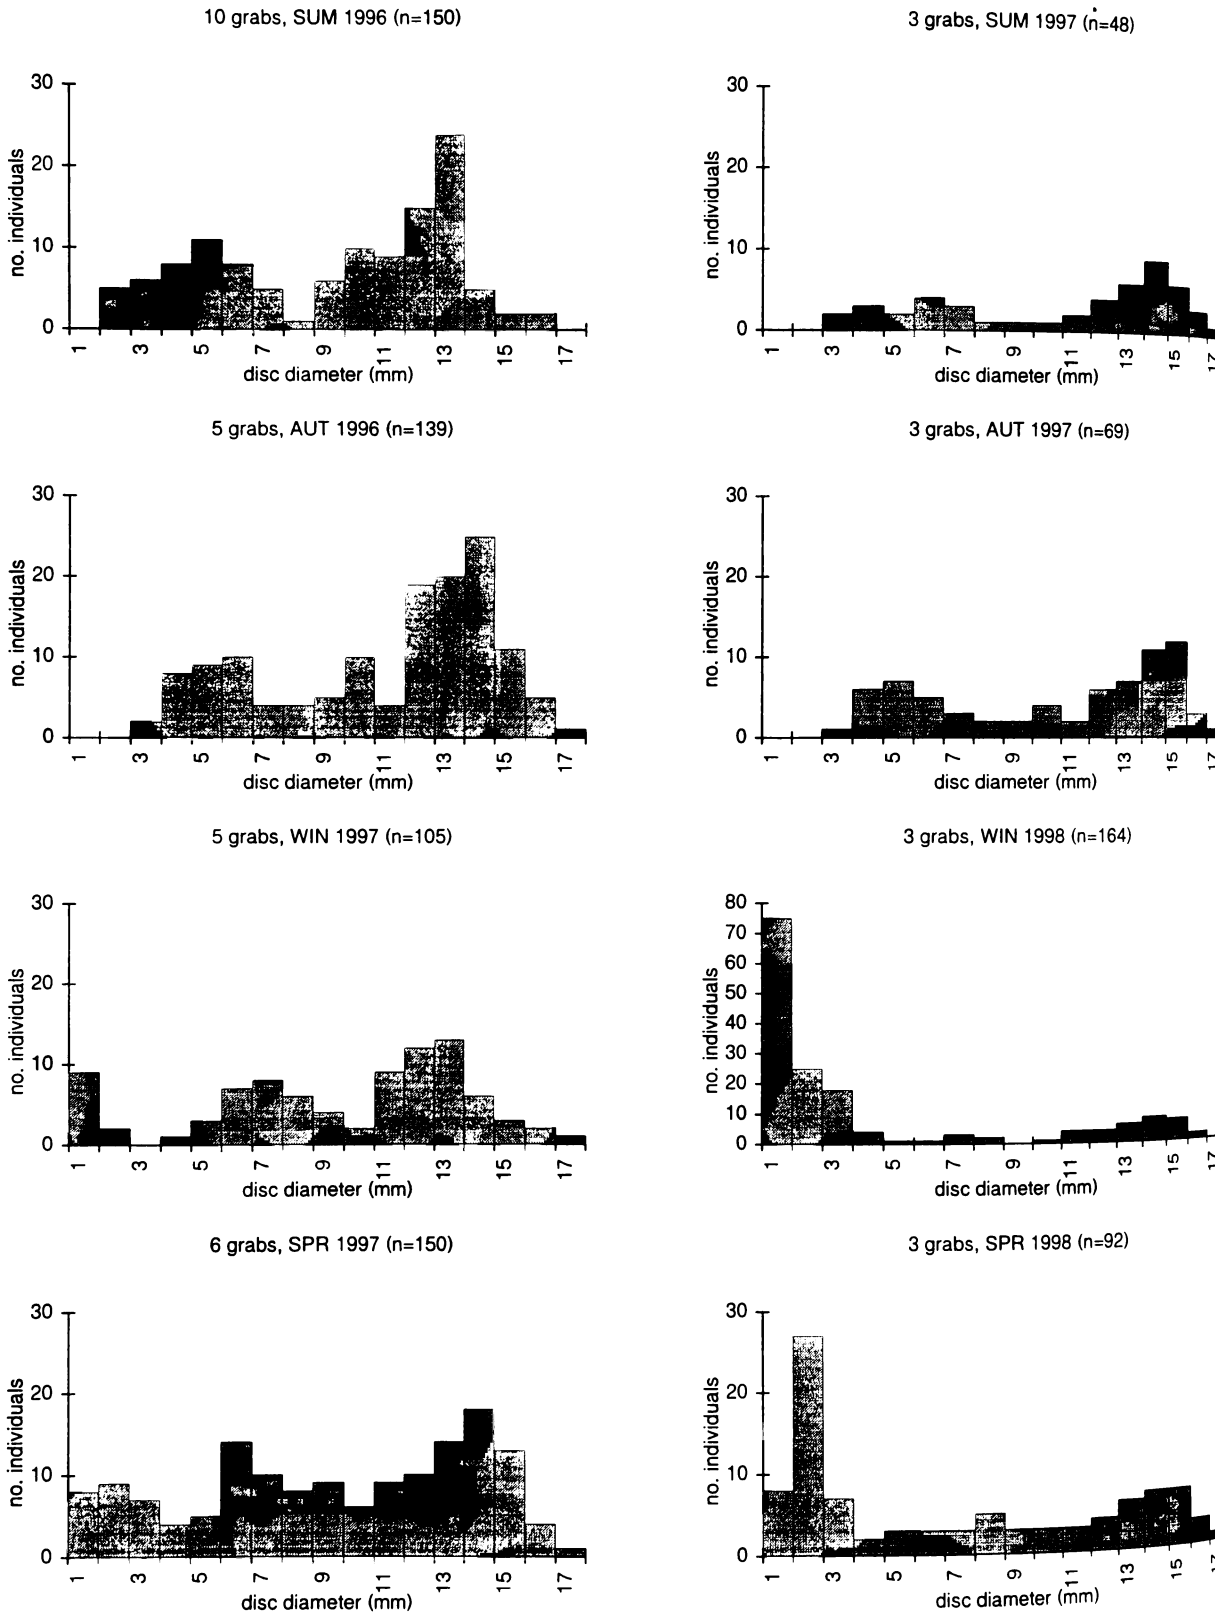 10 grabs, SUM 1996 (n=150)
30
20
10
0
no. individuals
1 3 5 7 9 11 13 15 17
disc diameter (mm)
3 grabs, SUM 1997 (n=48)
30
20
10
0
no. individuals
1 3 5 7 9 11 13 15 17
disc diameter (mm)
5 grabs, AUT 1996 (n=139)
30
20
10
0
no. individuals
1 3 5 7 9 11 13 15 17
disc diameter (mm)
3 grabs, AUT 1997 (n=69)
30
20
10
0
no. individuals
1 3 5 7 9 11 13 15 17
disc diameter (mm)
5 grabs, WIN 1997 (n=105)
30
20
10
0
no. individuals
1 3 5 7 9 11 13 15 17
disc diameter (mm)
3 grabs, WIN 1998 (n=164)
80
70
60
50
40
30
20
10
0
no. individuals
1 3 5 7 9 11 13 15 17
disc diameter (mm)
6 grabs, SPR 1997 (n=150)
30
20
10
0
no. individuals
1 3 5 7 9 11 13 15 17
disc diameter (mm)
3 grabs, SPR 1998 (n=92)
30
20
10
0
no. individuals
1 3 5 7 9 11 13 15 17
disc diameter (mm)